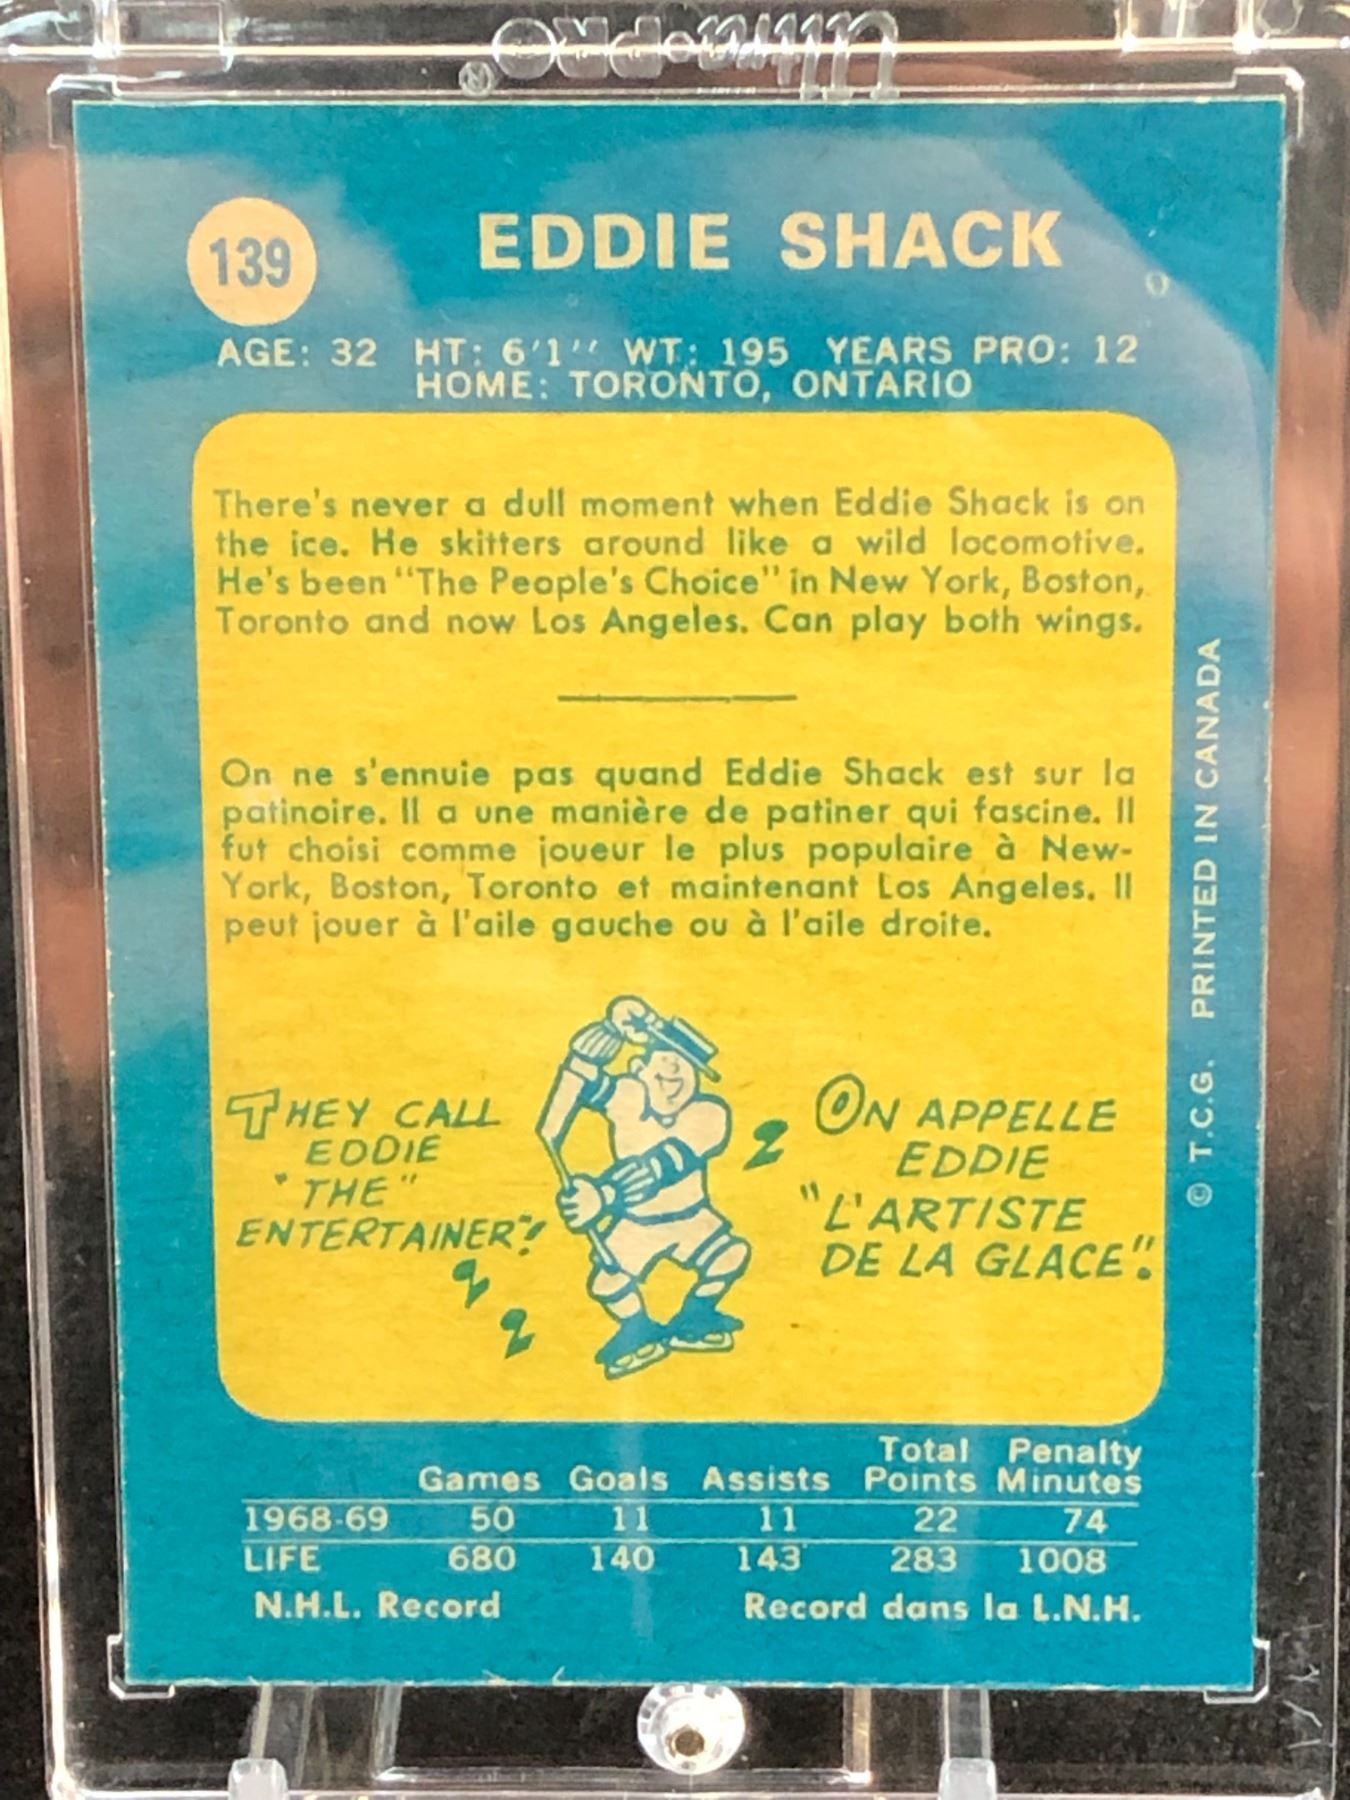 ULTRA·PRO®
139
EDDIE SHACK
AGE: 32 HT: 6'1'' WT.: 195 YEARS PRO: 12
HOME: TORONTO, ONTARIO
There's never a dull moment when Eddie Shack is on
the ice. He skitters around like a wild locomotive.
He's been "The People's Choice" in New York, Boston,
Toronto and now Los Angeles. Can play both wings.
On ne s'ennuie pas quand Eddie Shack est sur la
patinoire. Il a une manière de patiner qui fascine. Il
fut choisi comme joueur le plus populaire à New-
York, Boston, Toronto et maintenant Los Angeles. Il
peut jouer à l'aile gauche ou à l'aile droite.
THEY CALL
EDDIE
"THE"
ENTERTAINER"!
ON APPELLE
EDDIE
"L'ARTISTE
DE LA GLACE".
© T.C.G. PRINTED IN CANADA
Games Goals Assists Total Points Penalty Minutes
1968-69 50 11 11 22 74
LIFE 680 140 143 283 1008
N.H.L. Record Record dans la L.N.H.